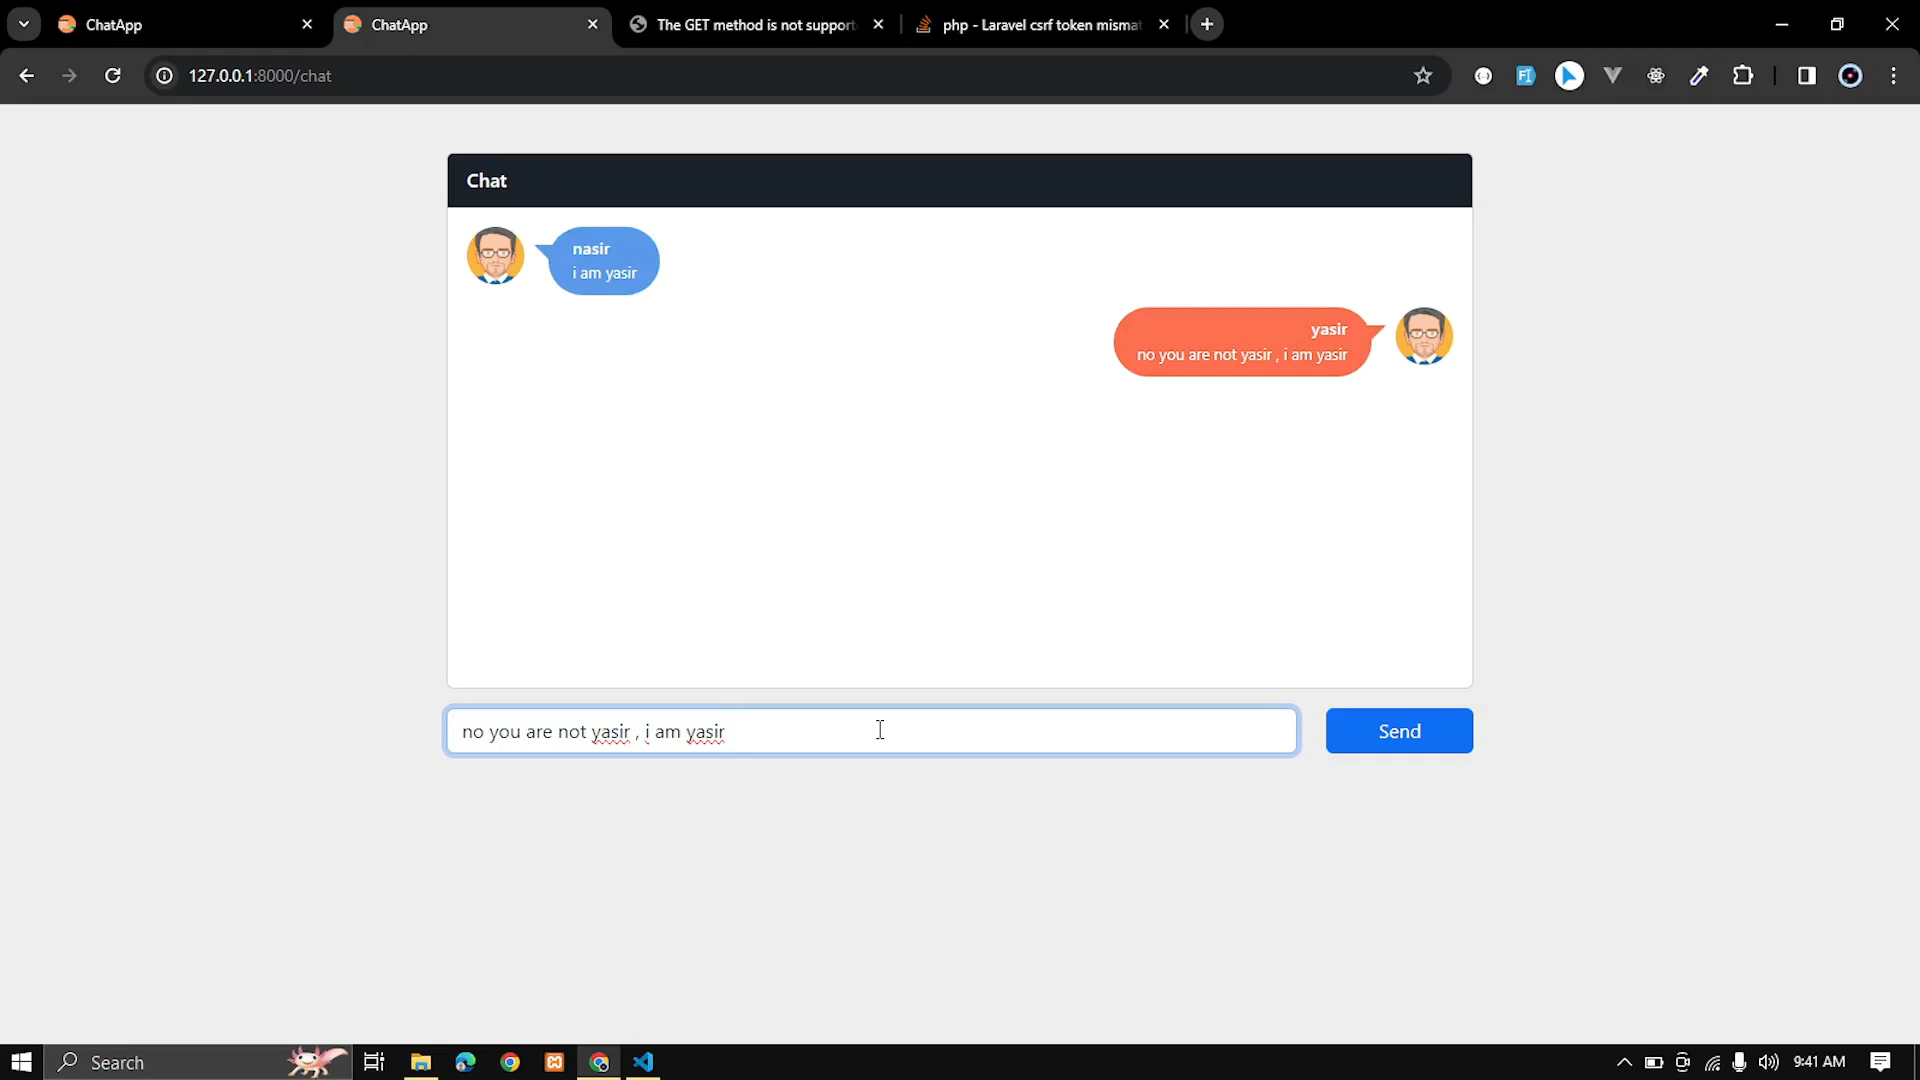 ChatApp
ChatApp
The GET method is not support
php - Laravel csrf token misma
127.0.0.1:8000/chat
Chat
nasir
i am yasir
yasir
no you are not yasir , i am yasir
no you are not yasir , i am yasir
Send
Search
9:41 AM